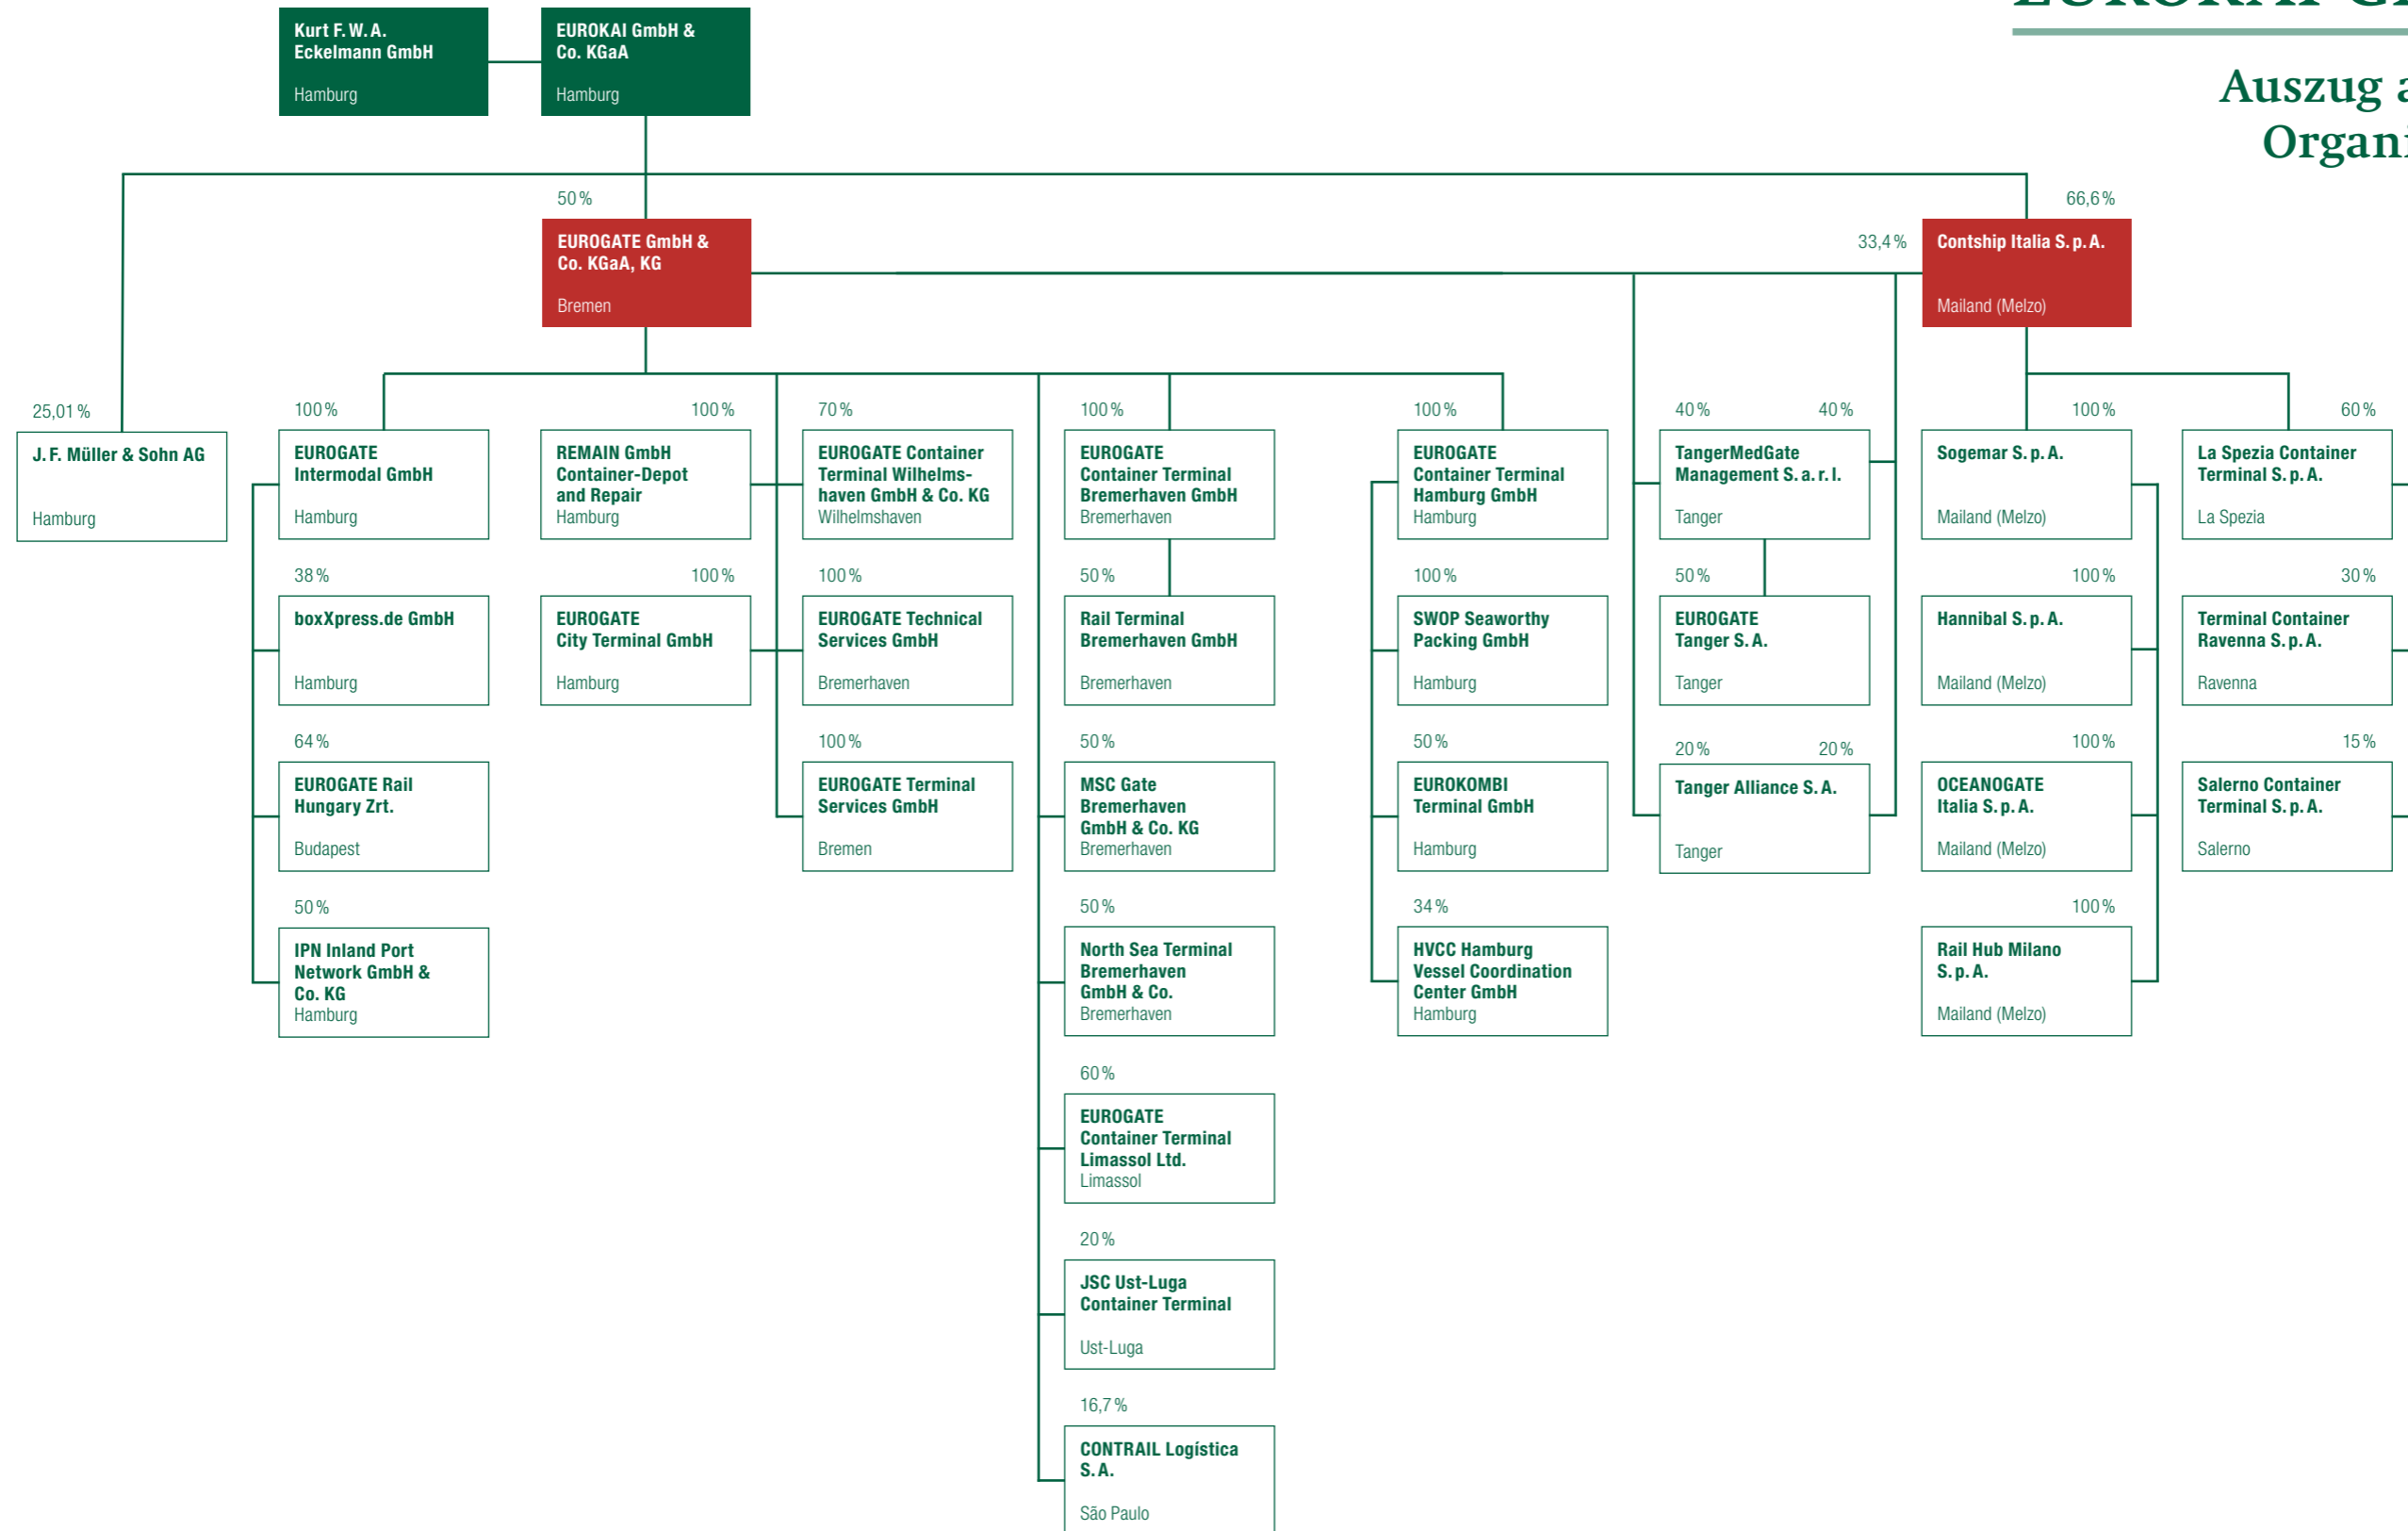 Kurt F. W. A.
Eckelmann GmbH
Hamburg
EUROKAI GmbH &
Co. KGaA
Hamburg
Auszug
Organi
50 %
EUROGATE GmbH &
Co. KGaA, KG
Bremen
33,4 %
66,6 %
Contship Italia S. p. A.
Mailand (Melzo)
25,01 %
J. F. Müller & Sohn AG
Hamburg
100 %
EUROGATE
Intermodal GmbH
Hamburg
38 %
boxXpress.de GmbH
Hamburg
64 %
EUROGATE Rail
Hungary Zrt.
Budapest
50 %
IPN Inland Port
Network GmbH &
Co. KG
Hamburg
100 %
REMAIN GmbH
Container-Depot
and Repair
Hamburg
100 %
EUROGATE
City Terminal GmbH
Hamburg
70 %
EUROGATE Container
Terminal Wilhelms-
haven GmbH & Co. KG
Wilhelmshaven
100 %
EUROGATE Technical
Services GmbH
Bremerhaven
100 %
EUROGATE Terminal
Services GmbH
Bremen
100 %
EUROGATE
Container Terminal
Bremerhaven GmbH
Bremerhaven
50 %
Rail Terminal
Bremerhaven GmbH
Bremerhaven
50 %
MSC Gate
Bremerhaven
GmbH & Co. KG
Bremerhaven
50 %
North Sea Terminal
Bremerhaven
GmbH & Co.
Bremerhaven
60 %
EUROGATE
Container Terminal
Limassol Ltd.
Limassol
20 %
JSC Ust-Luga
Container Terminal
Ust-Luga
16,7 %
CONTRAIL Logística
S. A.
São Paulo
100 %
EUROGATE
Container Terminal
Hamburg GmbH
Hamburg
100 %
SWOP Seaworthy
Packing GmbH
Hamburg
50 %
EUROKOMBI
Terminal GmbH
Hamburg
34 %
HVCC Hamburg
Vessel Coordination
Center GmbH
Hamburg
40 % 40 %
TangerMedGate
Management S. a. r. l.
Tanger
50 %
EUROGATE
Tanger S. A.
Tanger
20 % 20 %
Tanger Alliance S. A.
Tanger
100 %
Sogemar S. p. A.
Mailand (Melzo)
100 %
Hannibal S. p. A.
Mailand (Melzo)
100 %
OCEANOGATE
Italia S. p. A.
Mailand (Melzo)
100 %
Rail Hub Milano
S. p. A.
Mailand (Melzo)
60 %
La Spezia Container
Terminal S. p. A.
La Spezia
30 %
Terminal Container
Ravenna S. p. A.
Ravenna
15 %
Salerno Container
Terminal S. p. A.
Salerno